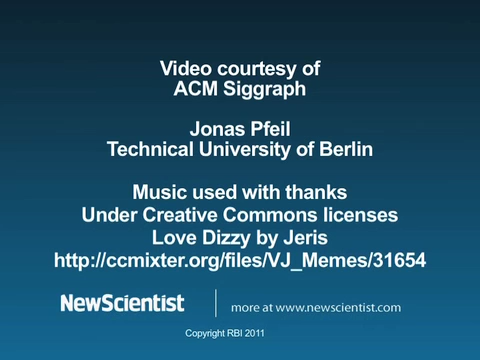 Video courtesy of
ACM Siggraph
Jonas Pfeil
Technical University of Berlin
Music used with thanks
Under Creative Commons licenses
Love Dizzy by Jeris
http://ccmixter.org/files/VJ_Memes/31654
NewScientist
more at www.newscientist.com
Copyright RBI 2011